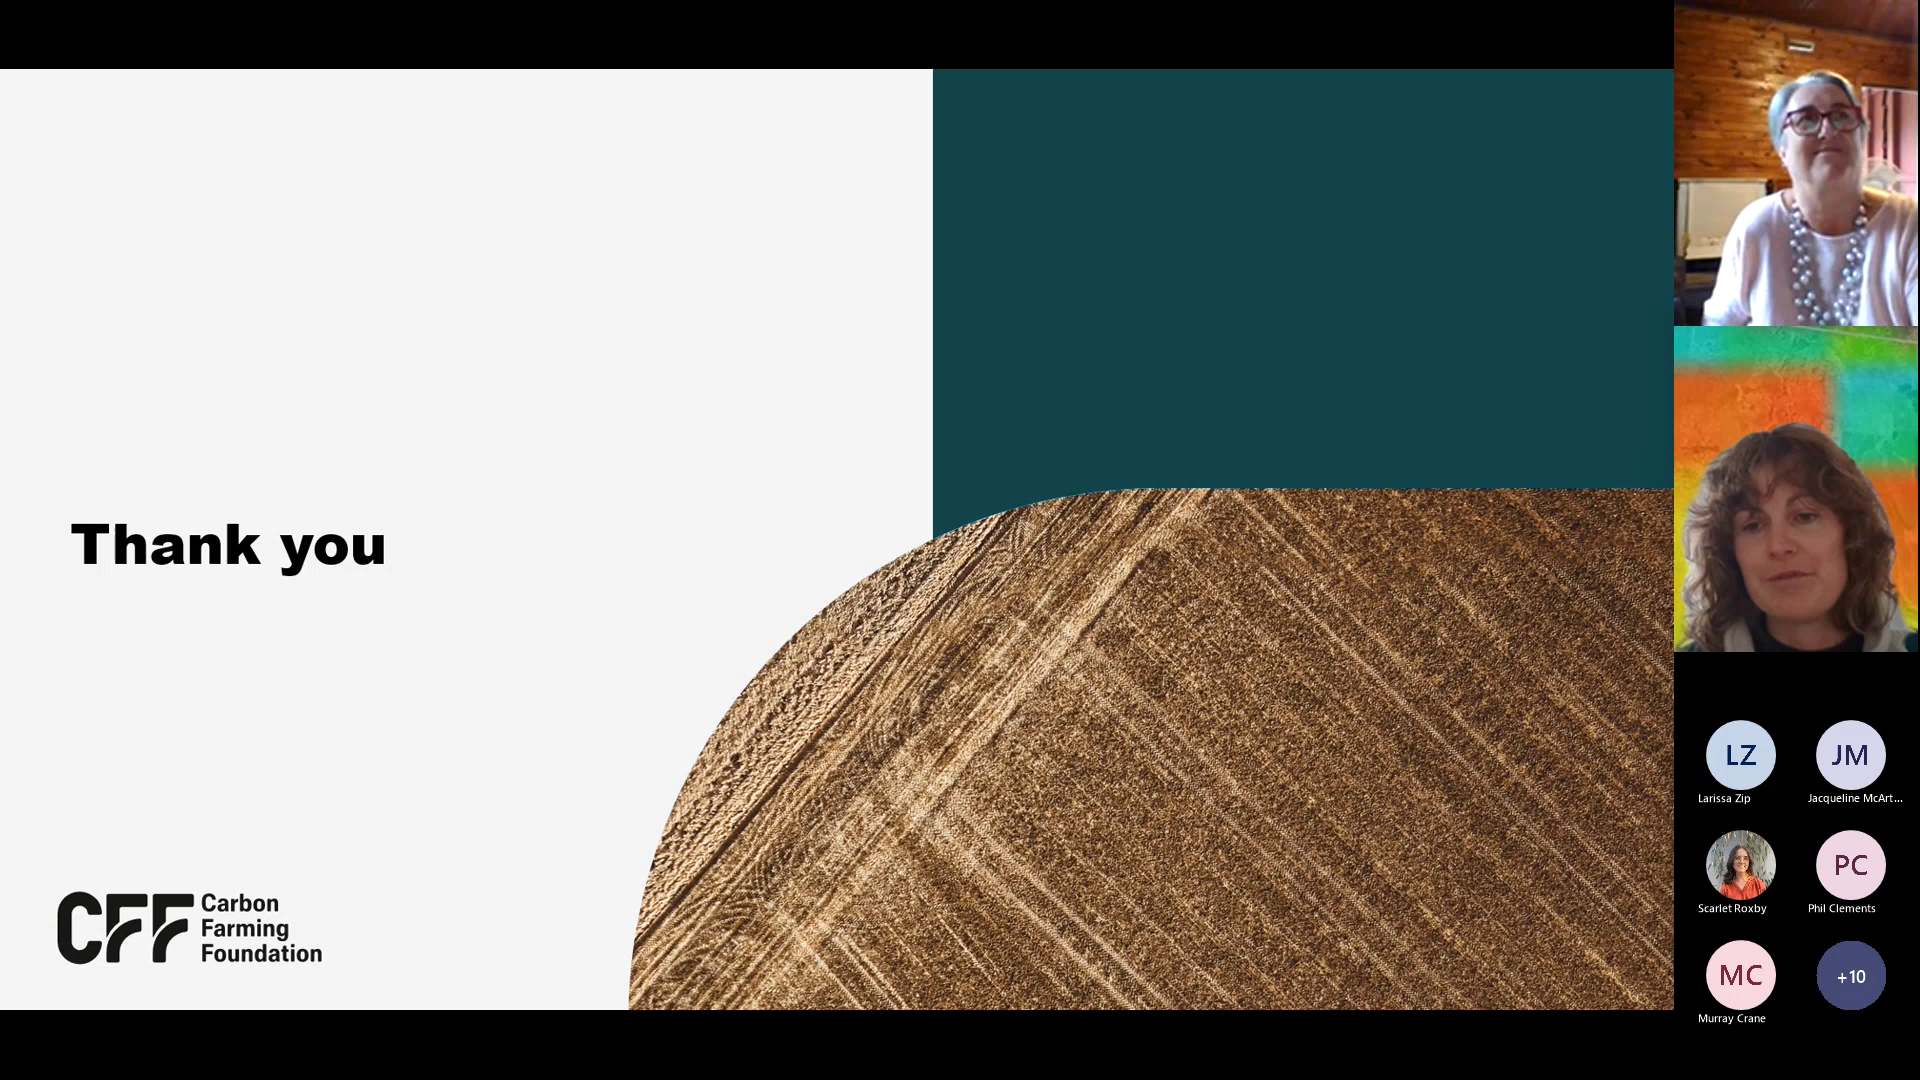 Thank you
CFF Carbon
Farming
Foundation
LZ
JM
Larissa Zip
Jacqueline McArt...
Scarlet Roxby
PC
Phil Clements
MC
+10
Murray Crane